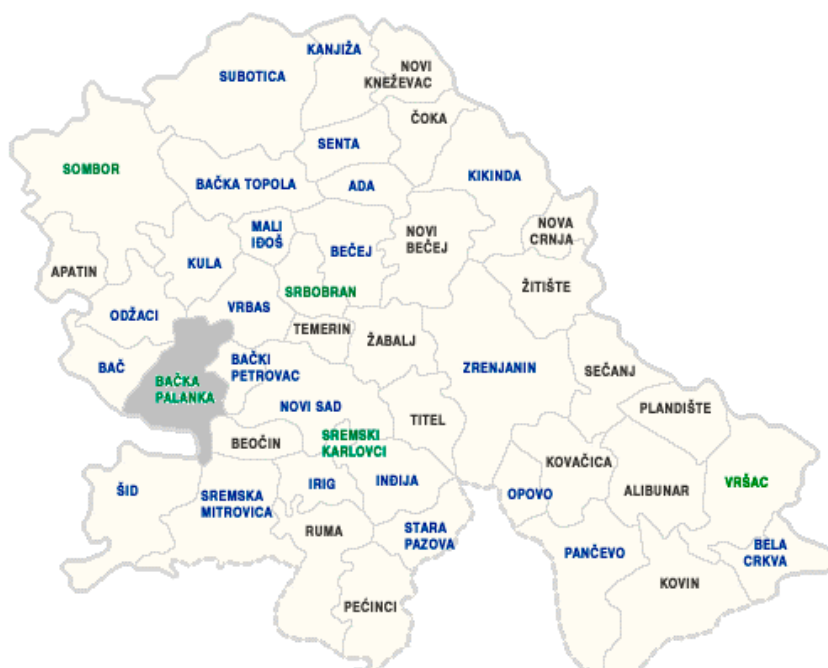 KANJIŽA
SUBOTICA
NOVI
KNEŽEVAC
ČOKA
SENTA
SOMBOR
KIKINDA
BAČKA TOPOLA
ADA
MALI
IĐOŠ
NOVI
BEČEJ
NOVA
CRNJA
BEČEJ
KULA
APATIN
ŽITIŠTE
SRBOBRAN
VRBAS
ODŽACI
TEMERIN
ŽABALJ
BAČ
BAČKI
PETROVAC
ZRENJANIN
SEČANJ
BAČKA
PALANKA
NOVI SAD
PLANDIŠTE
TITEL
SREMSKI
KARLOVCI
BEOČIN
KOVAČICA
IRIG
INĐIJA
VRŠAC
ŠID
SREMSKA
MITROVICA
OPOVO
ALIBUNAR
RUMA
STARA
PAZOVA
PANČEVO
BELA
CRKVA
KOVIN
PEĆINCI